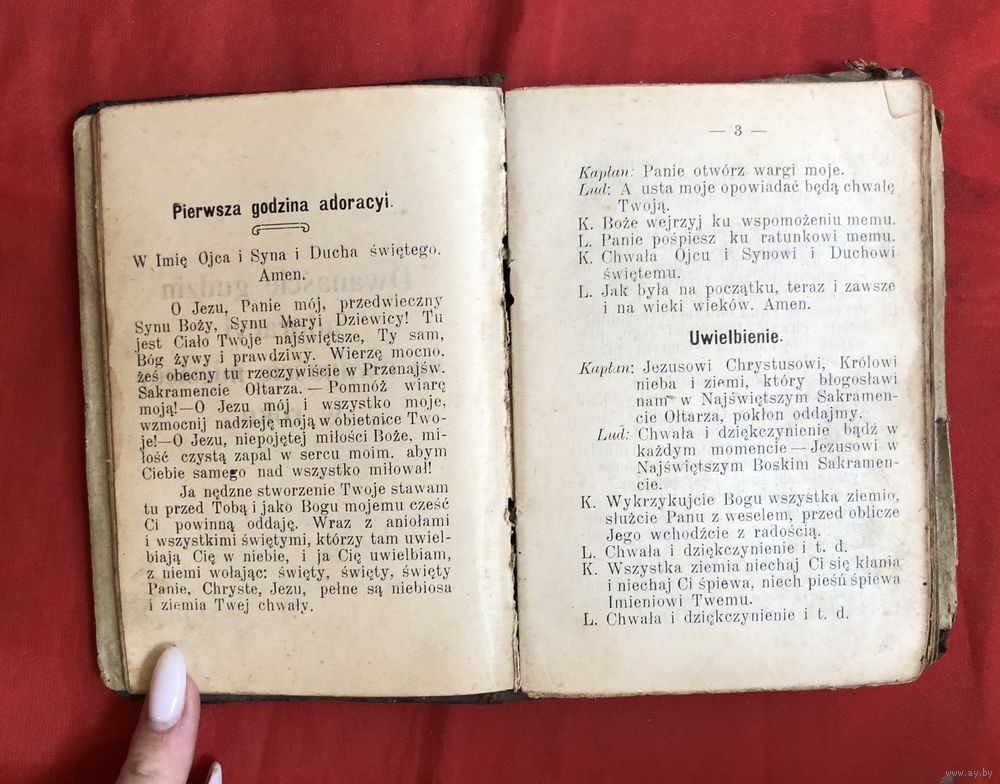 Pierwsza godzina adoracyi.
W Imię Ojca i Syna i Ducha świętego.
Amen.
O Jezu, Panie mój, przedwieczny
Synu Boży, Synu Maryi Dziewicy! Tu
jest Ciało Twoje najświętsze, Ty sam,
Bóg żywy i prawdziwy. Wierzę mocno.
żeś obecny tu rzeczywiście w Przenajśw.
Sakramencie Ołtarza. — Pomnóż wiarę
moją!—O Jezu mój i wszystko moje,
wzmocnij nadzieję moją w obietnice Two-
je!—O Jezu, niepojętej miłości Boże, mi-
łość czystą zapal w sercu moim. abym
Ciebie samego nad wszystko miłował!
Ja nędzne stworzenie Twoje stawam
tu przed Tobą i jako Bogu mojemu cześć
Ci powinną oddaję. Wraz z aniołami
i wszystkimi świętymi, którzy tam uwiel-
biają Cię w niebie, i ja Cię uwielbiam,
z niemi wołając: święty, święty, święty
Panie, Chryste, Jezu, pełne są niebiosa
i ziemia Twej chwały.
— 3 —
Kapłan: Panie otwórz wargi moje.
Lud: A usta moje opowiadać będą chwałę
Twoją.
K. Boże wejrzyj ku wspomożeniu memu.
L. Panie pośpiesz ku ratunkowi memu.
K. Chwała Ojcu i Synowi i Duchowi
świętemu.
L. Jak była na początku, teraz i zawsze
i na wieki wieków. Amen.
Uwielbienie.
Kapłan: Jezusowi Chrystusowi, Królowi
nieba i ziemi, który błogosławi
nam w Najświętszym Sakramen-
cie Ołtarza, pokłon oddajmy.
Lud: Chwała i dziękczynienie bądź w
każdym momencie — Jezusowi w
Najświętszym Boskim Sakramen-
cie.
K. Wykrzykujcie Bogu wszystka ziemio,
służcie Panu z weselem, przed oblicze
Jego wchodźcie z radością.
L. Chwała i dziękczynienie i t. d.
K. Wszystka ziemia niechaj Ci się kłania
i niechaj Ci śpiewa, niech pieśń śpiewa
Imieniowi Twemu.
L. Chwała i dziękczynienie i t. d.
www.ay.by